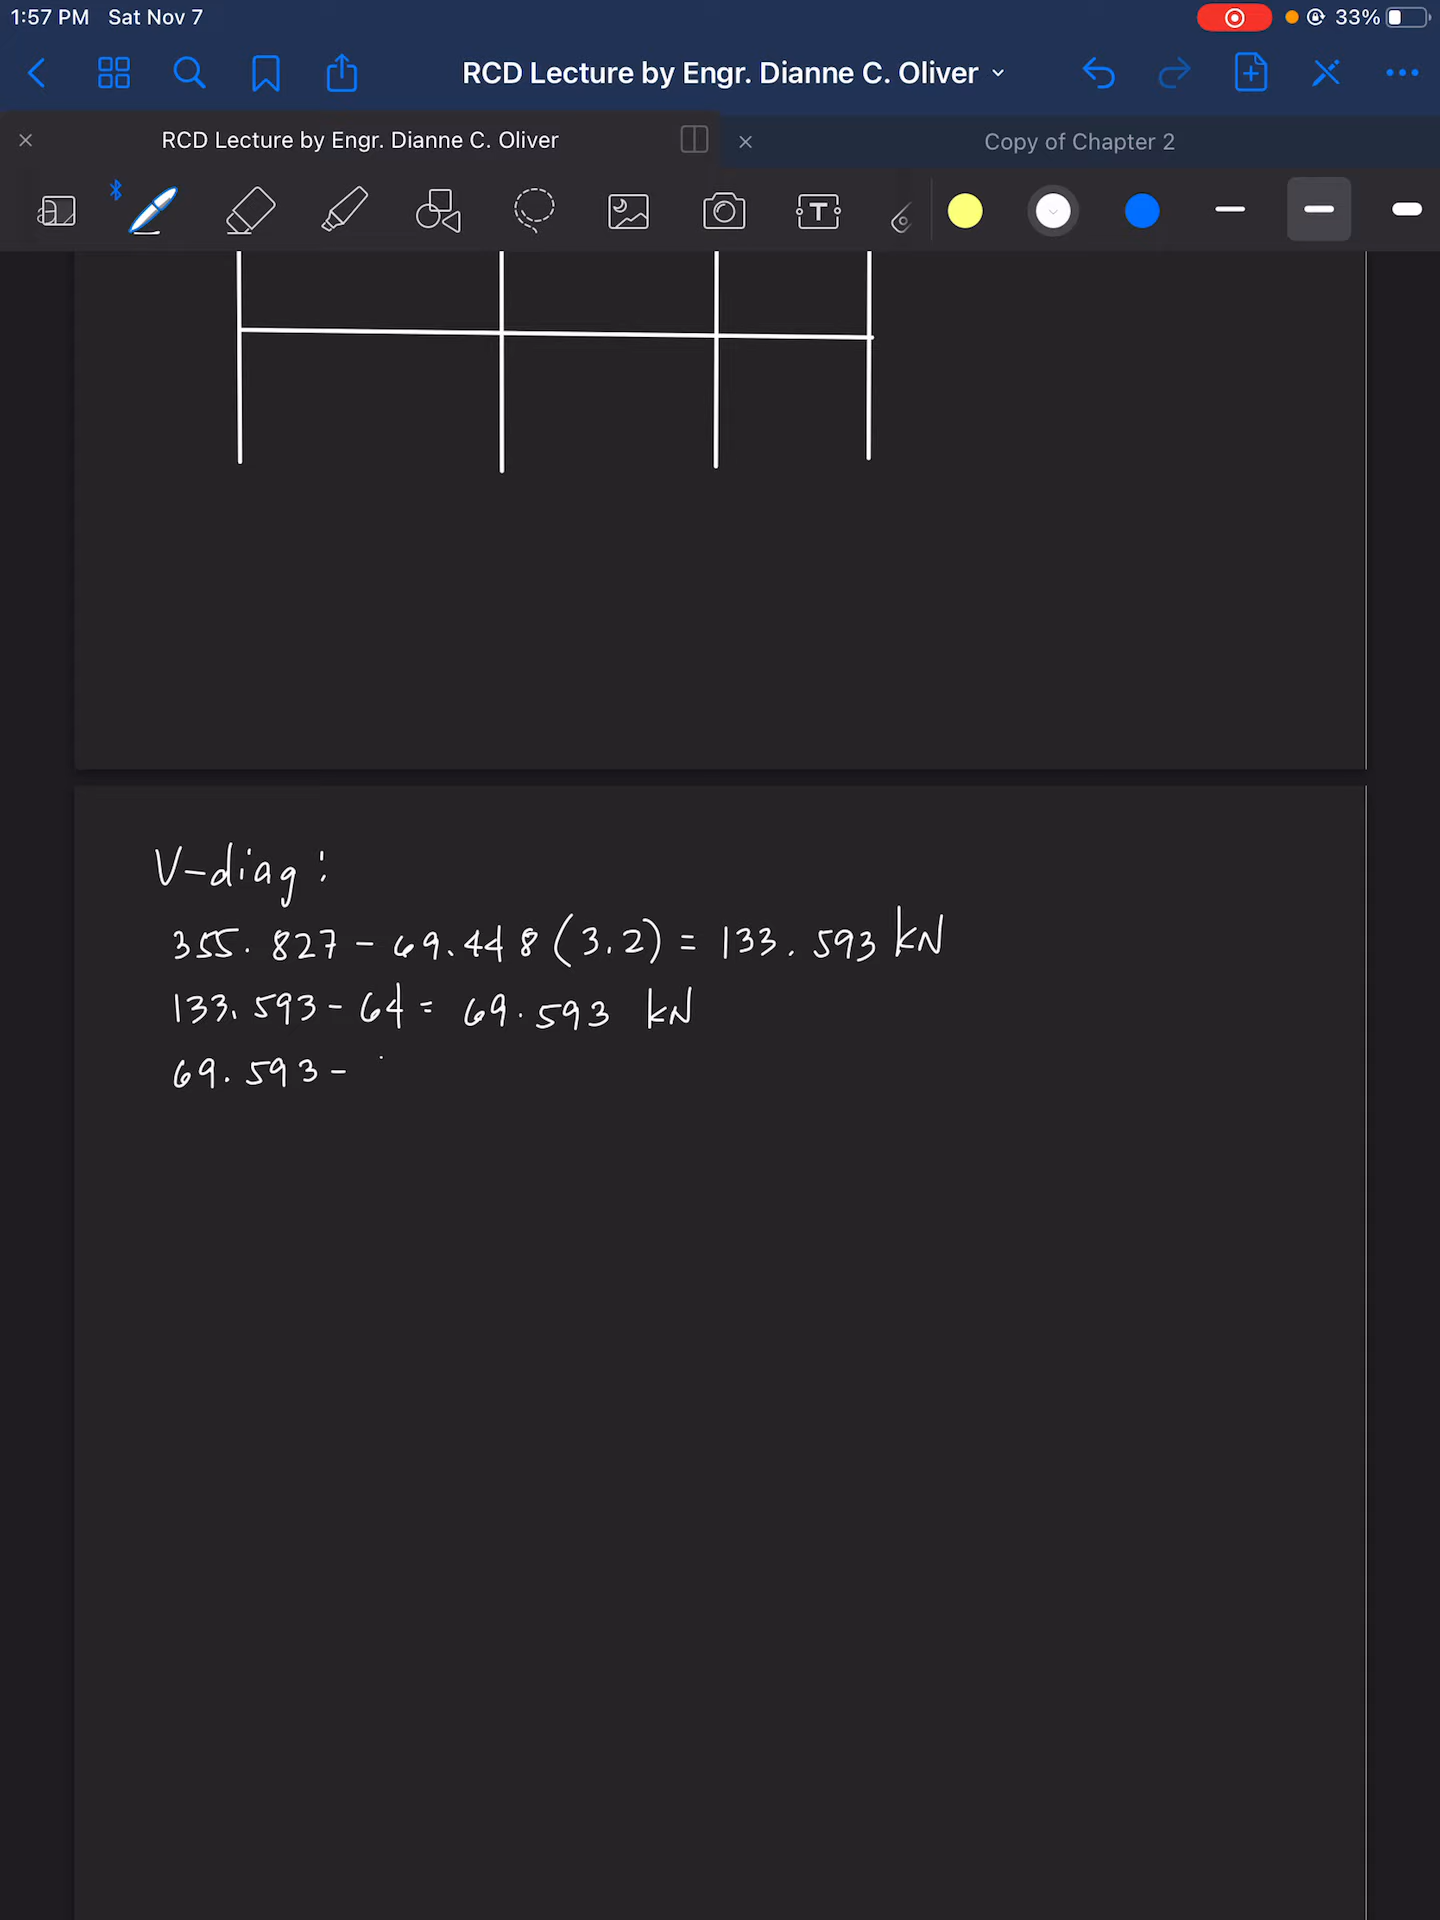 1:57 PM Sat Nov 7
33%
RCD Lecture by Engr. Dianne C. Oliver
RCD Lecture by Engr. Dianne C. Oliver
Copy of Chapter 2
V-diag:
355.827 - 69.448 (3.2) = 133.593 kN
133.593 - 64 = 69.593 kN
69.593 -